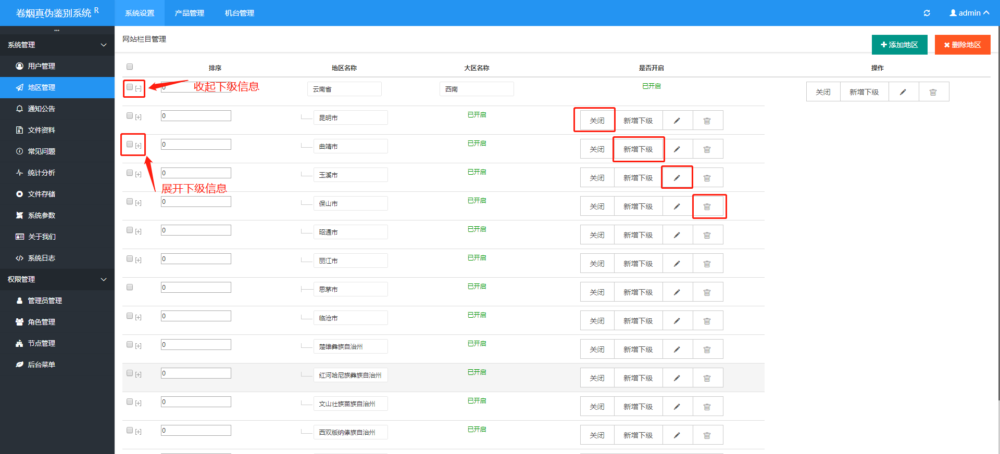 卷烟真伪鉴别系统 R
系统设置 产品管理 机台管理 admin
系统管理
用户管理
地区管理
通知公告
文件资料
常见问题
统计分析
文件存储
系统参数
关于我们
系统日志
权限管理
管理员管理
角色管理
节点管理
后台菜单
网站栏目管理
添加地区 删除地区
排序 地区名称 大区名称 是否开启 操作
[-] 0 收起下级信息 云南省 西南 已开启 关闭 新增下级
[+] 0 昆明市 已开启 关闭 新增下级
[+] 0 曲靖市 已开启 关闭 新增下级
[+] 0 玉溪市 已开启 关闭 新增下级
展开下级信息
[+] 0 保山市 已开启 关闭 新增下级
[+] 0 昭通市 已开启 关闭 新增下级
[+] 0 丽江市 已开启 关闭 新增下级
0 思茅市 已开启 关闭 新增下级
[+] 0 临沧市 已开启 关闭 新增下级
[+] 0 楚雄彝族自治州 已开启 关闭 新增下级
[+] 0 红河哈尼族彝族自治州 已开启 关闭 新增下级
[+] 0 文山壮族苗族自治州 已开启 关闭 新增下级
[+] 0 西双版纳傣族自治州 已开启 关闭 新增下级